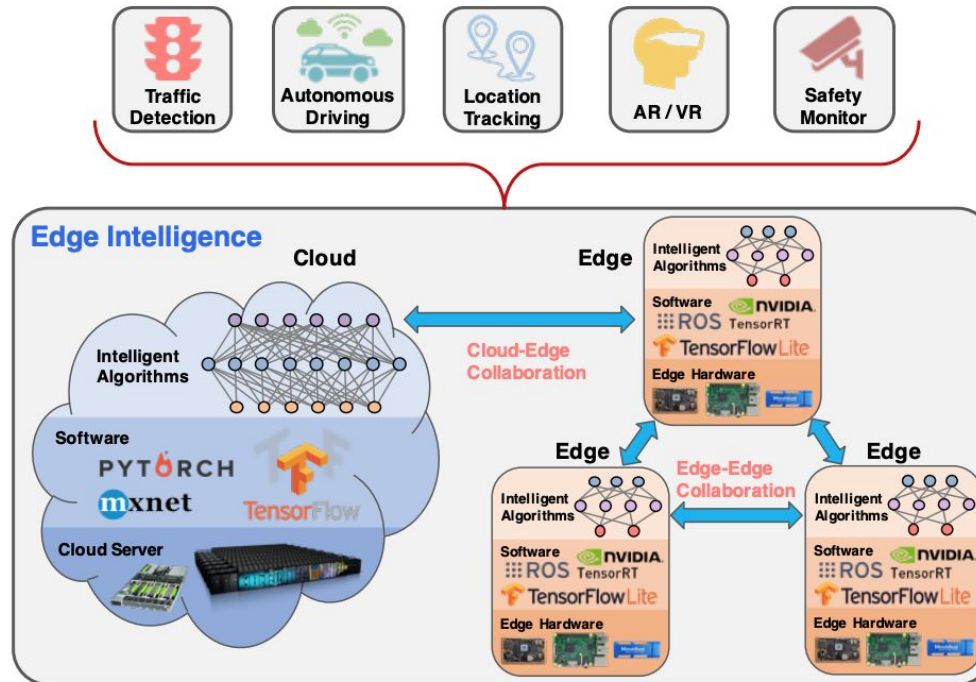 Traffic
Detection
Autonomous
Driving
Location
Tracking
AR / VR
Safety
Monitor
Edge Intelligence
Cloud
Intelligent
Algorithms
Software
PYTORCH
mxnet
TensorFlow
Cloud Server
Cloud-Edge
Collaboration
Edge
Intelligent
Algorithms
Software
NVIDIA.
ROS TensorRT
TensorFlow Lite
Edge Hardware
Edge-Edge
Collaboration
Edge
Intelligent
Algorithms
Software
NVIDIA.
ROS TensorRT
TensorFlow Lite
Edge Hardware
Edge
Intelligent
Algorithms
Software
NVIDIA.
ROS TensorRT
TensorFlow Lite
Edge Hardware